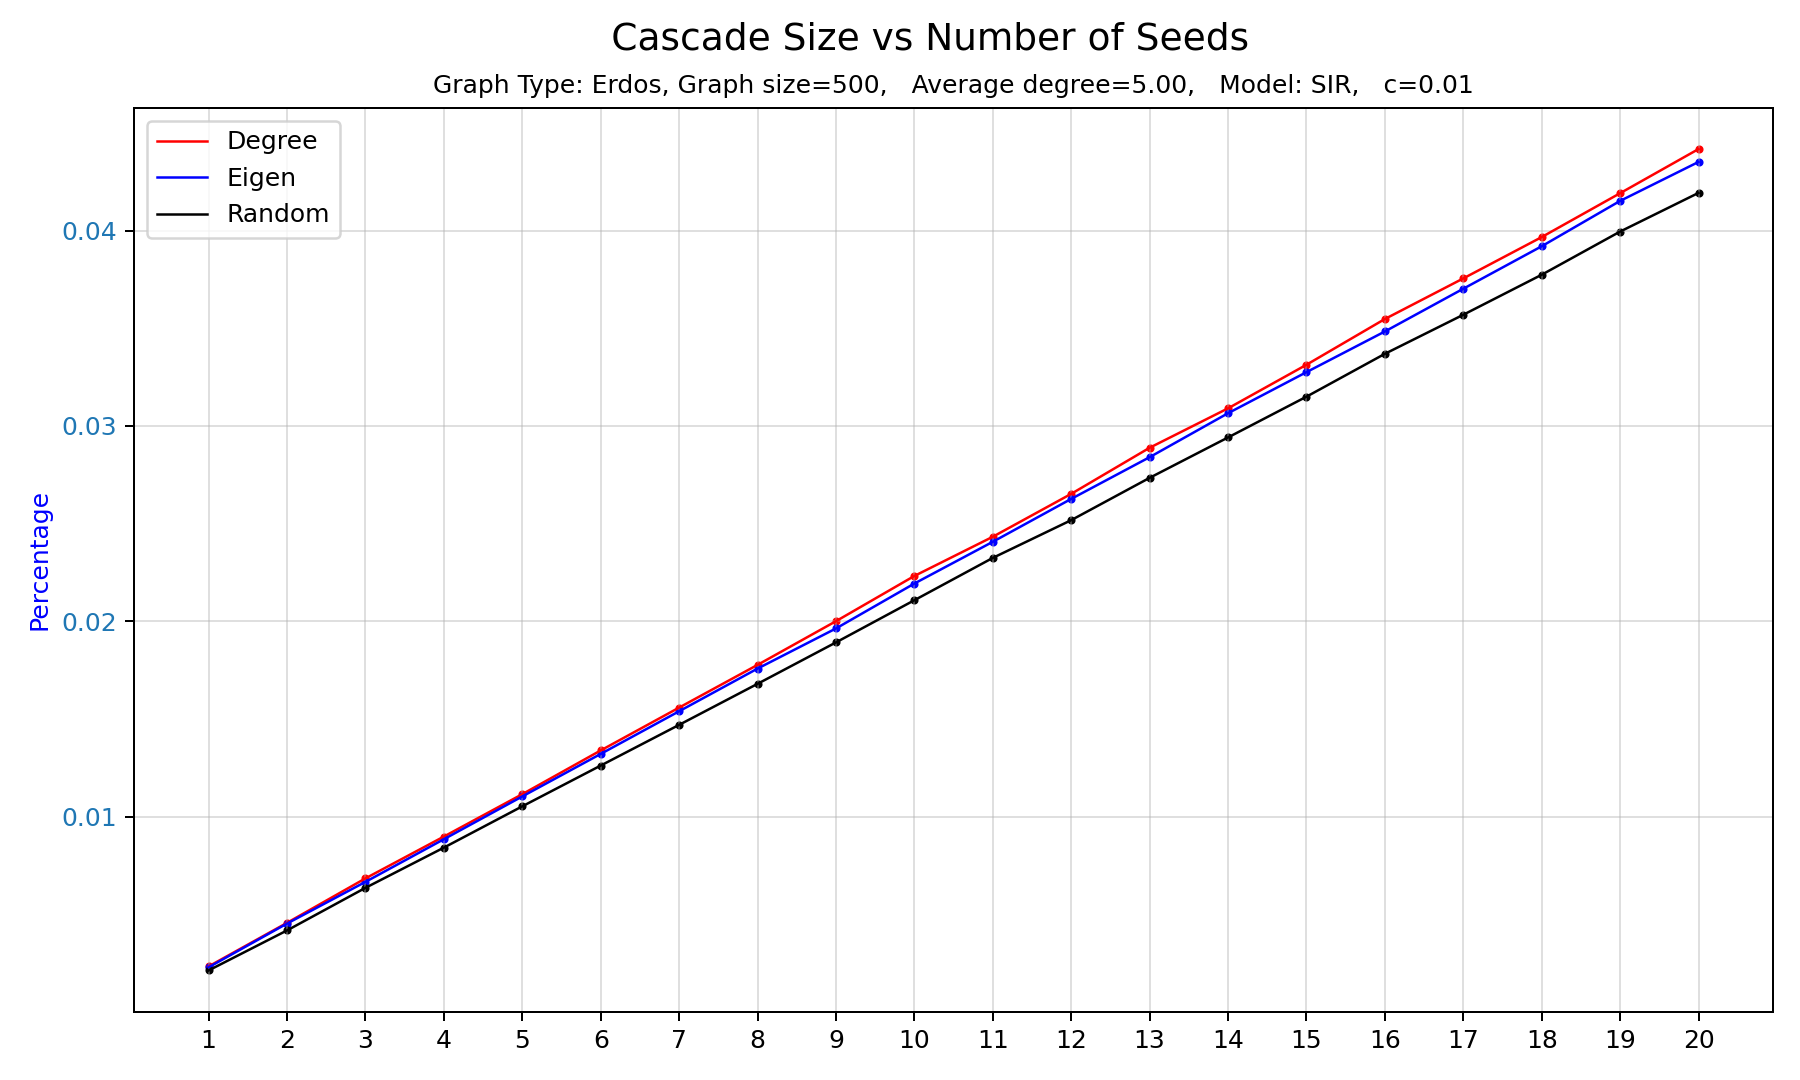 Cascade Size vs Number of Seeds
Graph Type: Erdos, Graph size=500,   Average degree=5.00,   Model: SIR,   c=0.01
Degree
Eigen
Random
0.04
0.03
0.02
0.01
Percentage
1 2 3 4 5 6 7 8 9 10 11 12 13 14 15 16 17 18 19 20